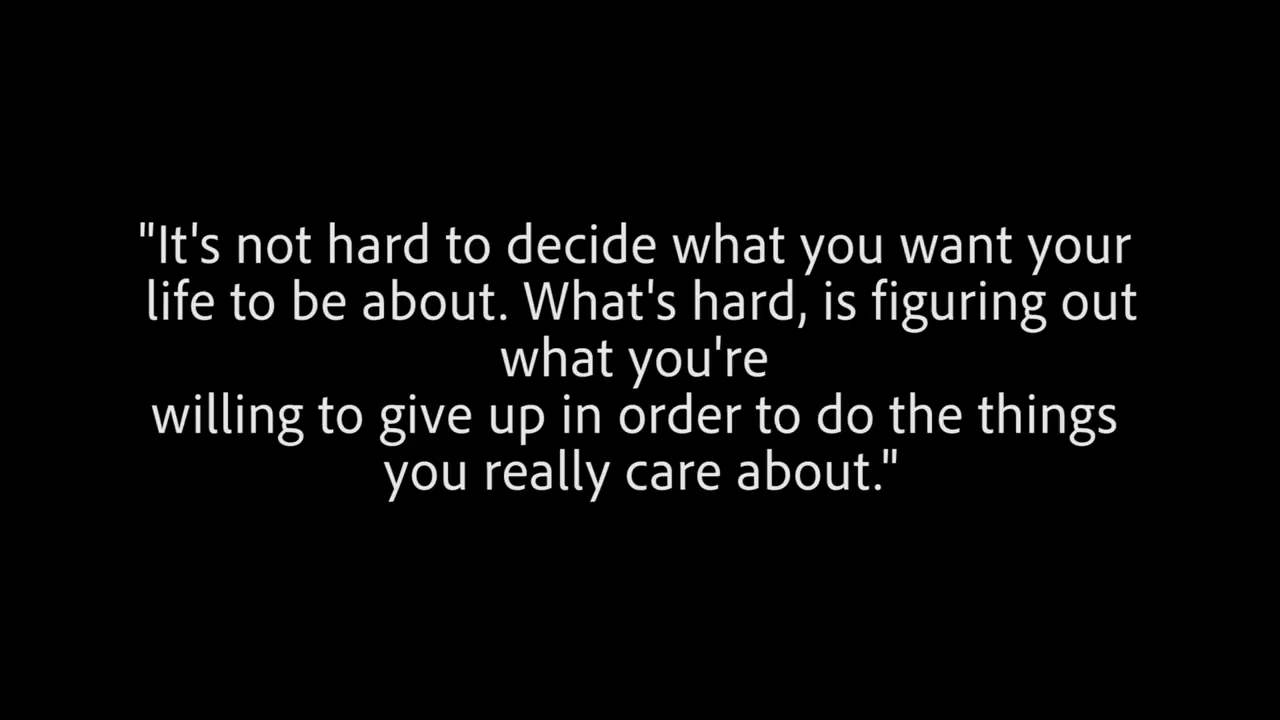 "It's not hard to decide what you want your
life to be about. What's hard, is figuring out
what you're
willing to give up in order to do the things
you really care about."